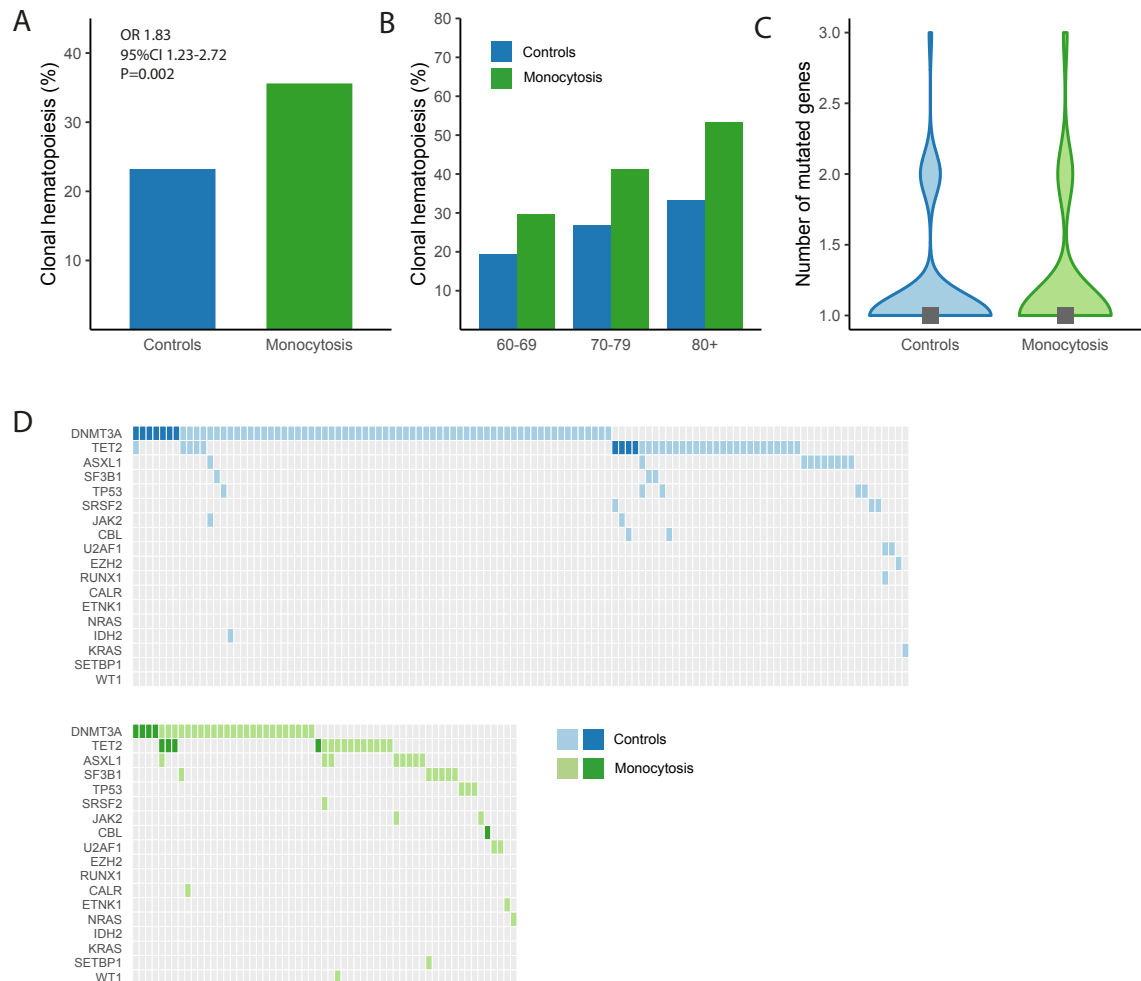 A
OR 1.83
95%CI 1.23-2.72
P=0.002
Clonal hematopoiesis (%)
40
30
20
10
Controls
Monocytosis
B
Clonal hematopoiesis (%)
80
70
60
50
40
30
20
10
Controls
Monocytosis
60-69
70-79
80+
C
Number of mutated genes
3.0
2.5
2.0
1.5
1.0
Controls
Monocytosis
D
DNMT3A
TET2
ASXL1
SF3B1
TP53
SRSF2
JAK2
CBL
U2AF1
EZH2
RUNX1
CALR
ETNK1
NRAS
IDH2
KRAS
SETBP1
WT1
DNMT3A
TET2
ASXL1
SF3B1
TP53
SRSF2
JAK2
CBL
U2AF1
EZH2
RUNX1
CALR
ETNK1
NRAS
IDH2
KRAS
SETBP1
WT1
Controls
Monocytosis